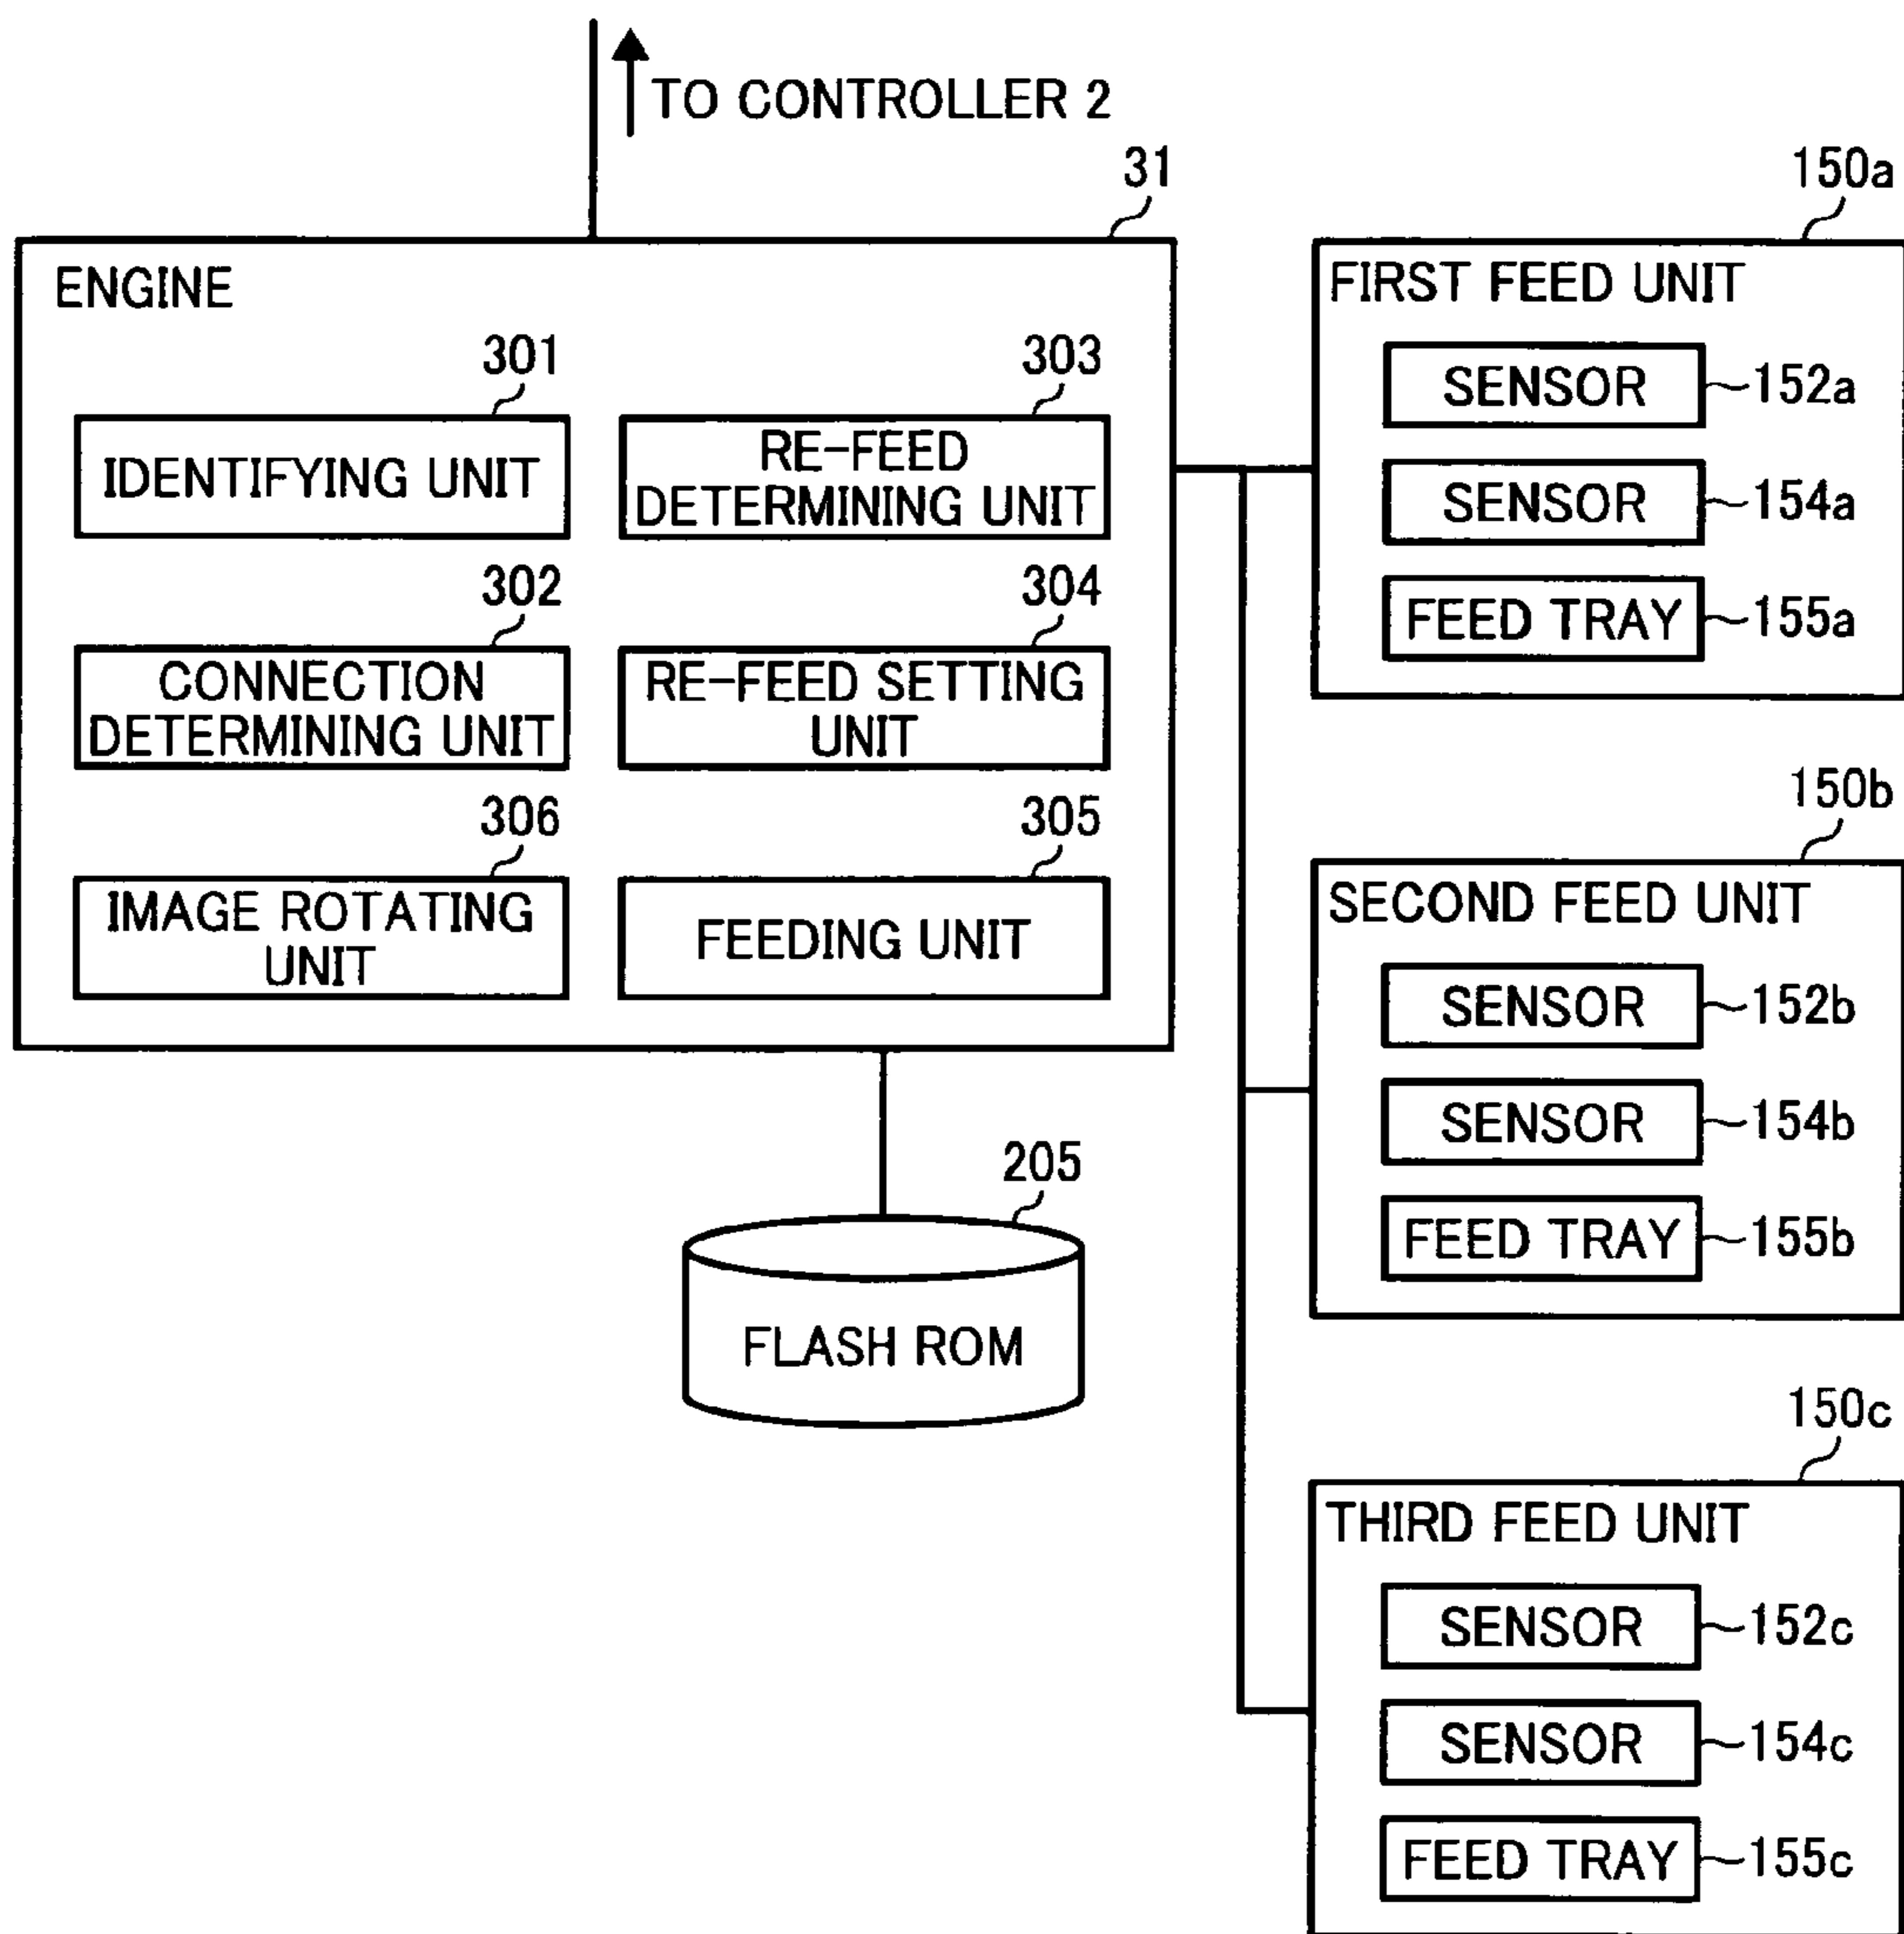 TO CONTROLLER 2
31
ENGINE
301
IDENTIFYING UNIT
303
RE-FEED
DETERMINING UNIT
302
CONNECTION
DETERMINING UNIT
304
RE-FEED SETTING
UNIT
306
IMAGE ROTATING
UNIT
305
FEEDING UNIT
205
FLASH ROM
150a
FIRST FEED UNIT
SENSOR 152a
SENSOR 154a
FEED TRAY 155a
150b
SECOND FEED UNIT
SENSOR 152b
SENSOR 154b
FEED TRAY 155b
150c
THIRD FEED UNIT
SENSOR 152c
SENSOR 154c
FEED TRAY 155c